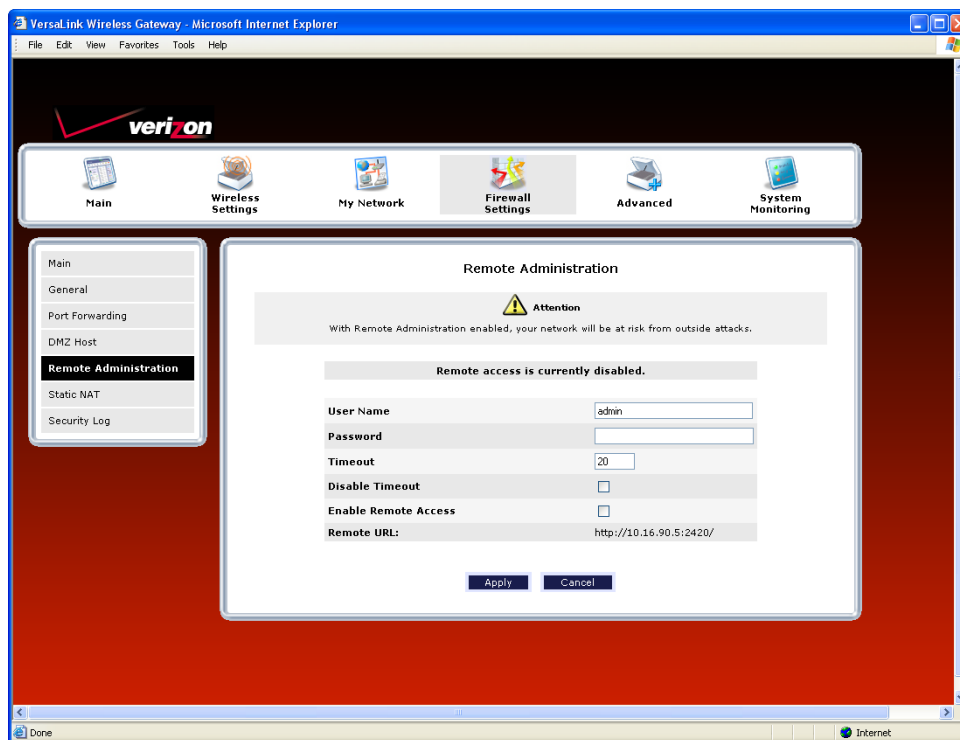 VersaLink Wireless Gateway - Microsoft Internet Explorer
File Edit View Favorites Tools Help
verizon
Main
Wireless Settings
My Network
Firewall Settings
Advanced
System Monitoring
Main
General
Port Forwarding
DMZ Host
Remote Administration
Static NAT
Security Log
Remote Administration
Attention
With Remote Administration enabled, your network will be at risk from outside attacks.
Remote access is currently disabled.
User Name admin
Password
Timeout 20
Disable Timeout
Enable Remote Access
Remote URL: http://10.16.90.5:2420/
Apply Cancel
Done Internet